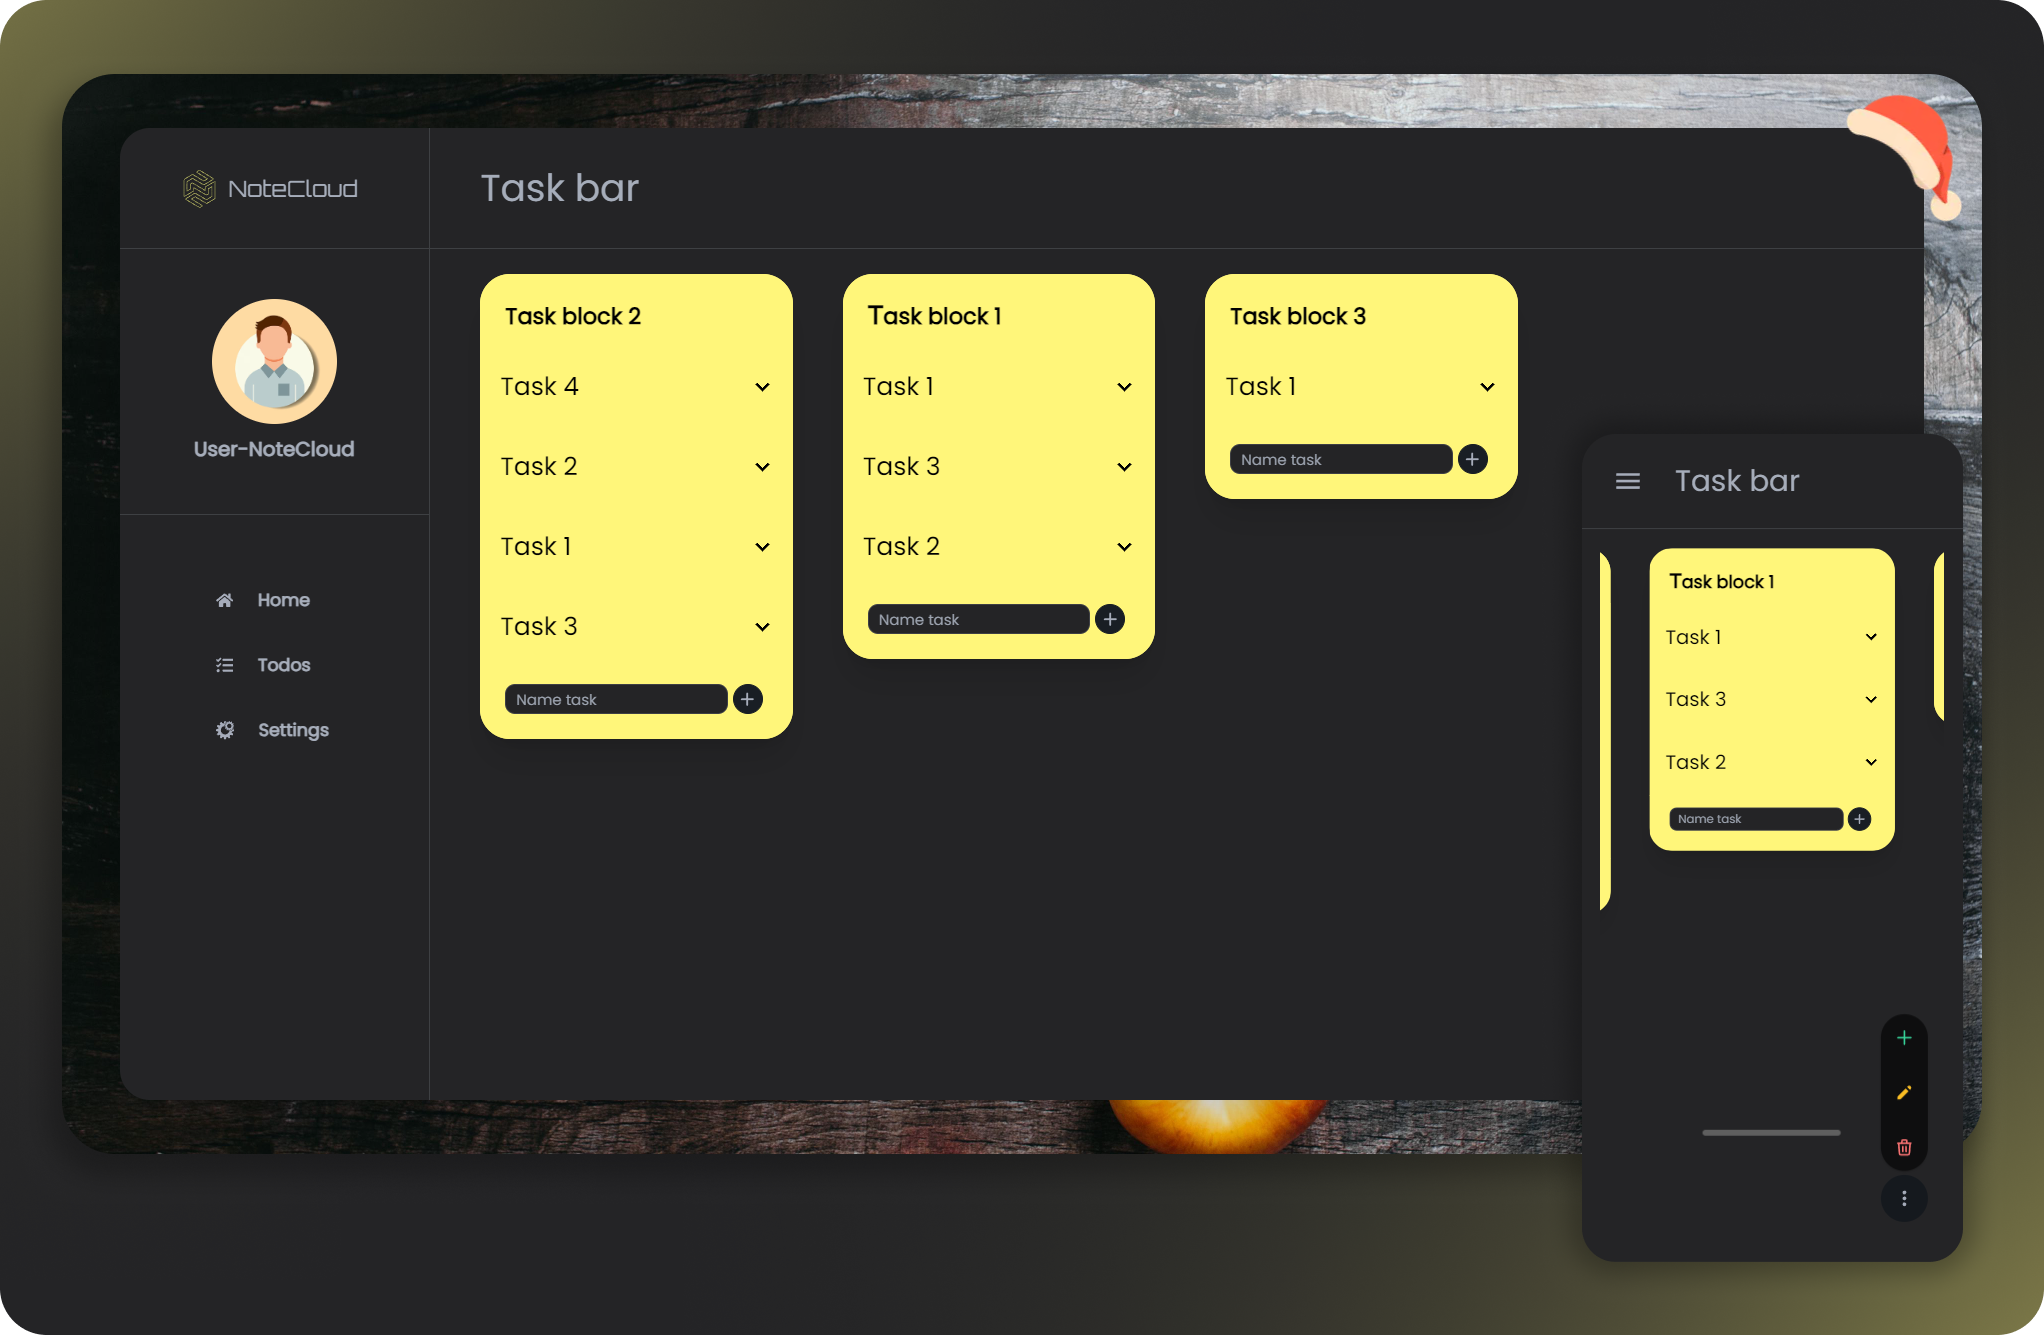 NoteCloud
Task bar
User-NoteCloud
Home
Todos
Settings
Task block 2
Task 4
Task 2
Task 1
Task 3
Name task
Task block 1
Task 1
Task 3
Task 2
Name task
Task block 3
Task 1
Name task
Task bar
Task block 1
Task 1
Task 3
Task 2
Name task